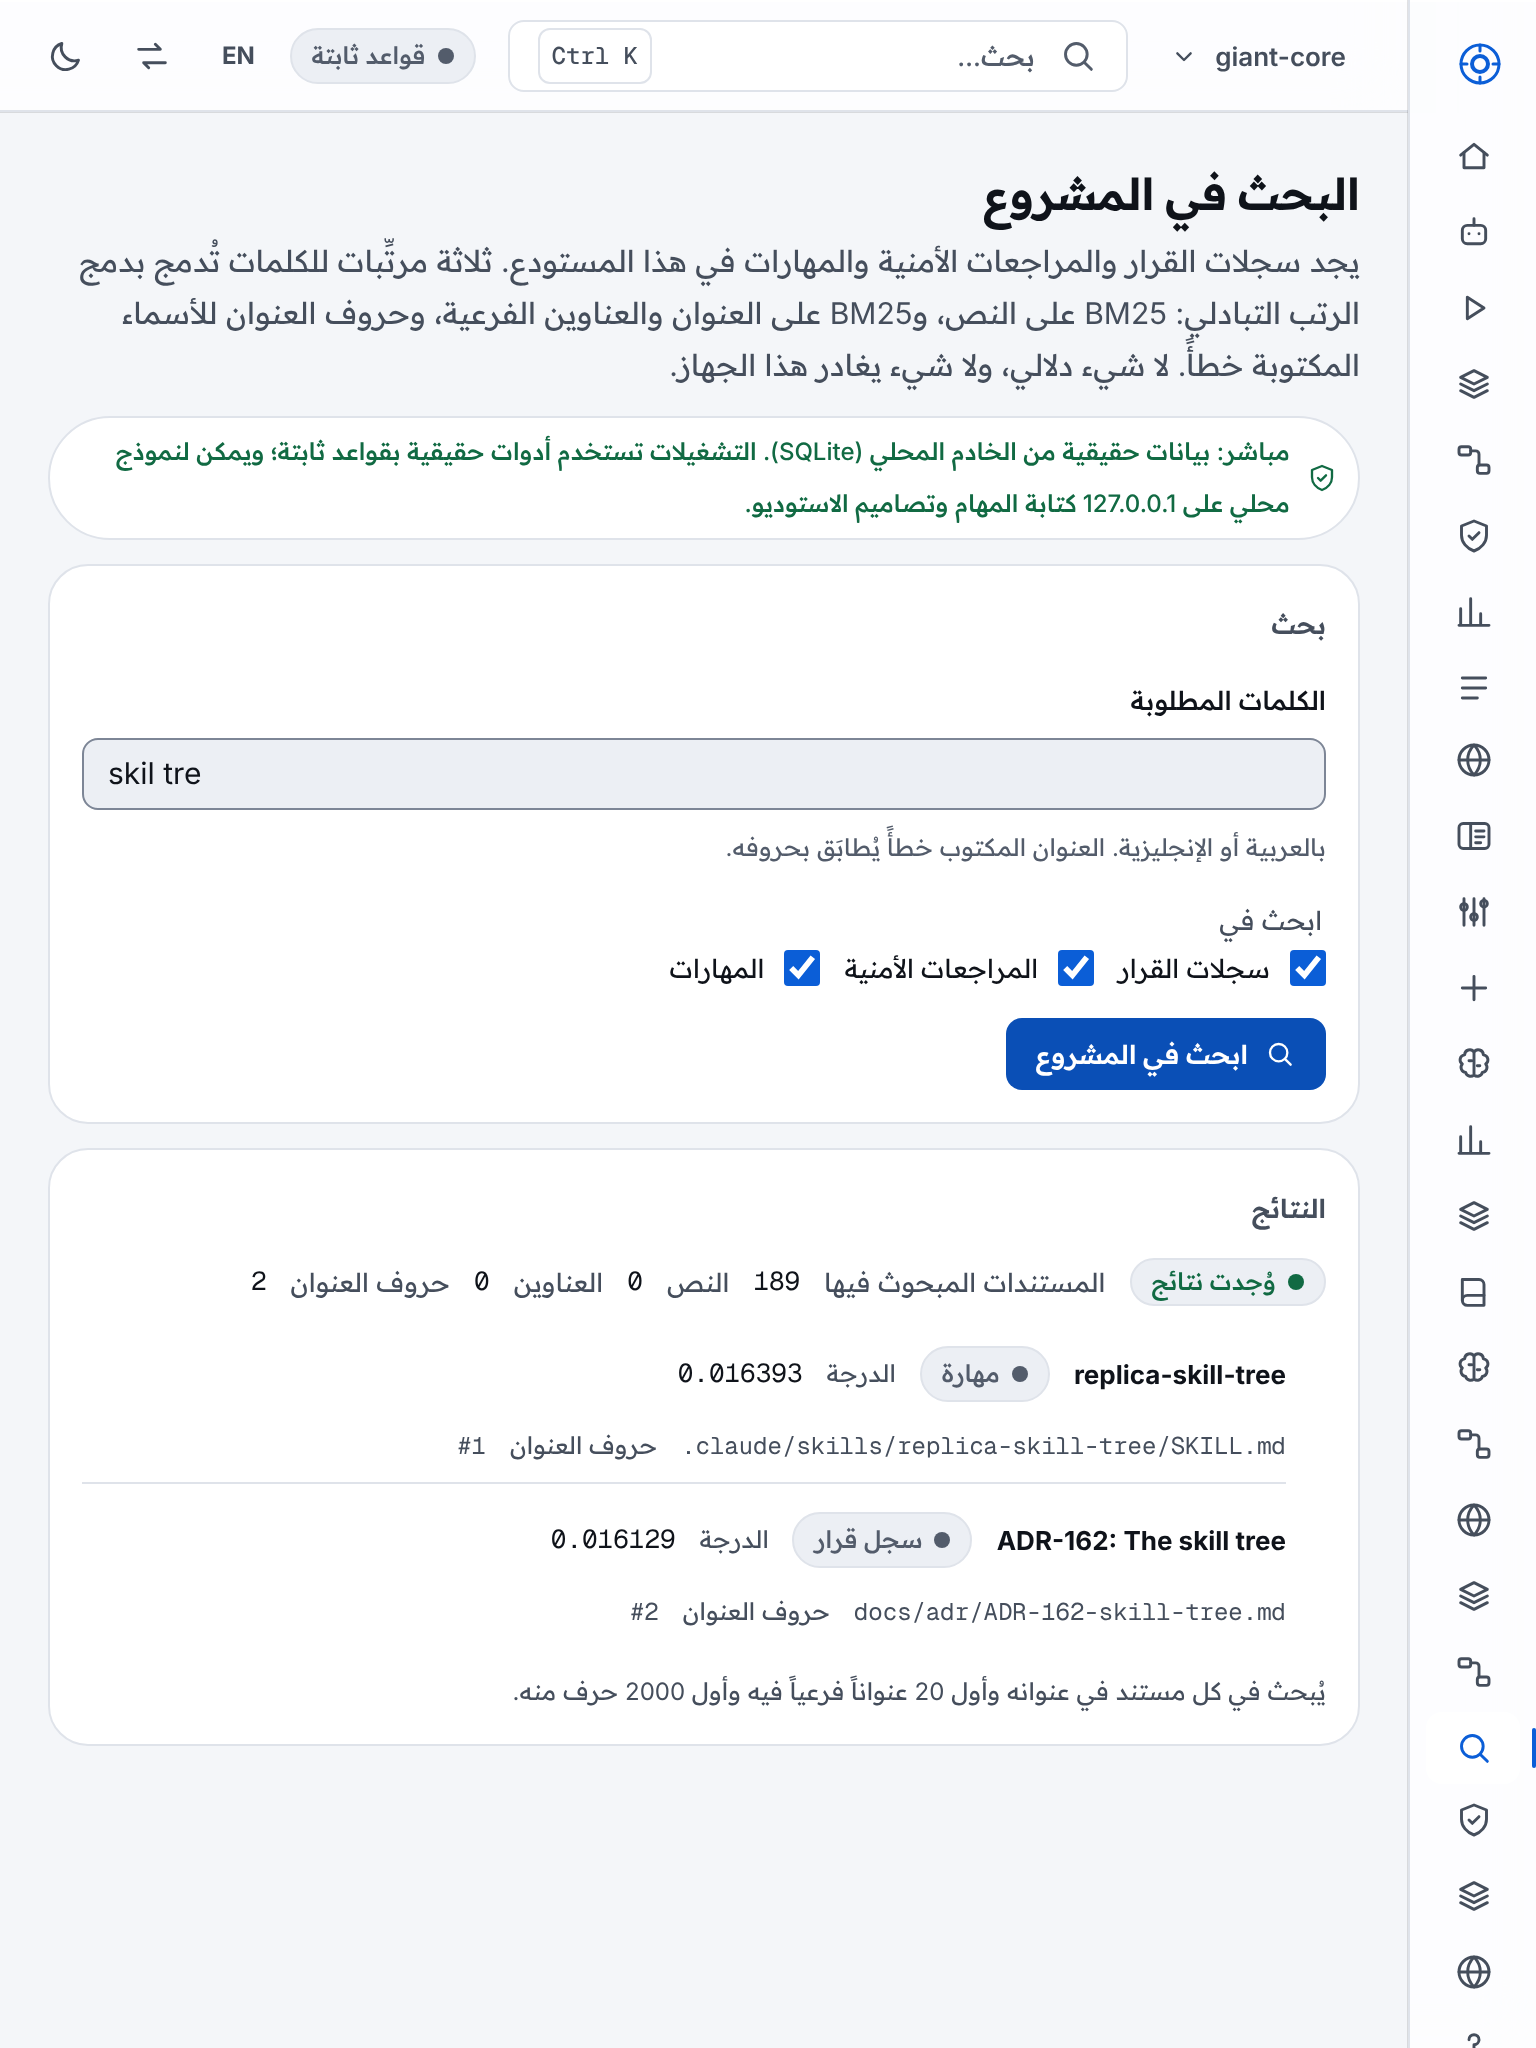 giant-core
بحث...
Ctrl K
قواعد ثابتة
EN
البحث في المشروع
يجد سجلات القرار والمراجعات الأمنية والمهارات في هذا المستودع. ثلاثة مرتِّبات للكلمات تُدمج بدمج
الرتب التبادلي: BM25 على النص، وBM25 على العنوان والعناوين الفرعية، وحروف العنوان للأسماء
المكتوبة خطأً. لا شيء دلالي، ولا شيء يغادر هذا الجهاز.
مباشر: بيانات حقيقية من الخادم المحلي (SQLite). التشغيلات تستخدم أدوات حقيقية بقواعد ثابتة؛ ويمكن لنموذج
محلي على 127.0.0.1 كتابة المهام وتصاميم الاستوديو.
بحث
الكلمات المطلوبة
skil tre
بالعربية أو الإنجليزية. العنوان المكتوب خطأً يُطابَق بحروفه.
ابحث في
سجلات القرار المراجعات الأمنية المهارات
ابحث في المشروع
النتائج
وُجدت نتائج المستندات المبحوث فيها 189 النص 0 العناوين 0 حروف العنوان 2
replica-skill-tree مهارة الدرجة 0.016393
.claude/skills/replica-skill-tree/SKILL.md حروف العنوان #1
ADR-162: The skill tree سجل قرار الدرجة 0.016129
docs/adr/ADR-162-skill-tree.md حروف العنوان #2
يُبحث في كل مستند في عنوانه وأول 20 عنواناً فرعياً فيه وأول 2000 حرف منه.